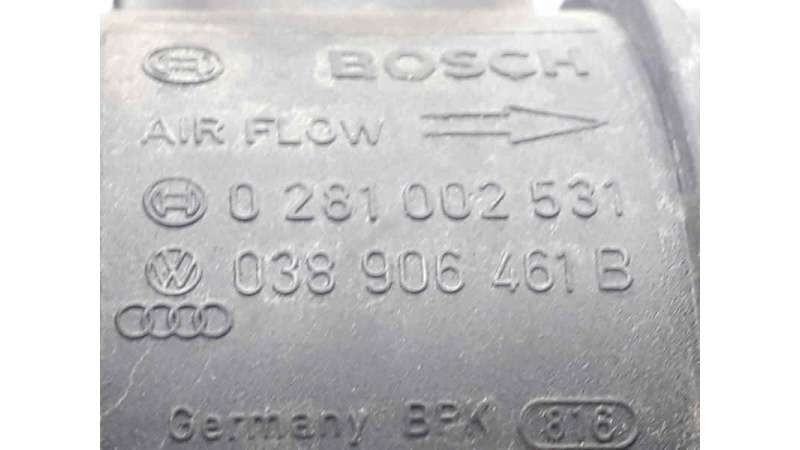 BOSCH
AIR FLOW
0 281 002 531
038 906 461 B
Germany BPK 816